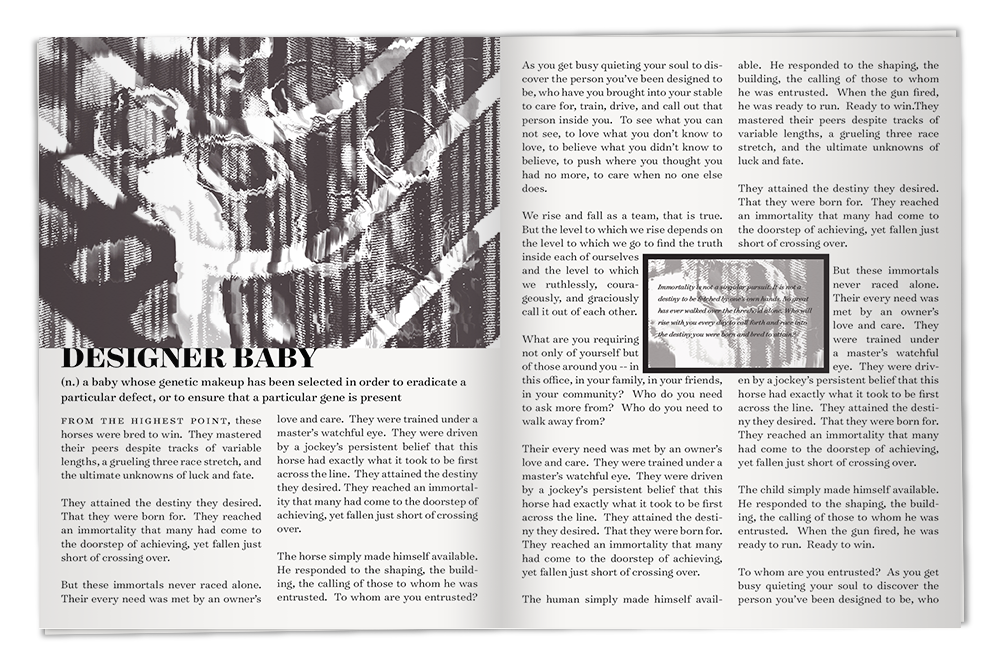 DESIGNER BABY
(n.) a baby whose genetic makeup has been selected in order to eradicate a
particular defect, or to ensure that a particular gene is present
FROM THE HIGHEST POINT, these
horses were bred to win. They mastered
their peers despite tracks of variable
lengths, a grueling three race stretch, and
the ultimate unknowns of luck and fate.
They attained the destiny they desired.
That they were born for. They reached
an immortality that many had come to
the doorstep of achieving, yet fallen just
short of crossing over.
But these immortals never raced alone.
Their every need was met by an owner's
love and care. They were trained under a
master's watchful eye. They were driven
by a jockey's persistent belief that this
horse had exactly what it took to be first
across the line. They attained the destiny
they desired. They reached an immortal-
ity that many had come to the doorstep of
achieving, yet fallen just short of crossing
over.
The horse simply made himself available.
He responded to the shaping, the build-
ing, the calling of those to whom he was
entrusted. To whom are you entrusted?
As you get busy quieting your soul to dis-
cover the person you've been designed to
be, who have you brought into your stable
to care for, train, drive, and call out that
person inside you. To see what you can
not see, to love what you don't know to
love, to believe what you didn't know to
believe, to push where you thought you
had no more, to care when no one else
does.
We rise and fall as a team, that is true.
But the level to which we rise depends on
the level to which we go to find the truth
inside each of ourselves
and the level to which
we ruthlessly, coura-
geously, and graciously
call it out of each other.
What are you requiring
not only of yourself but
of those around you -- in
this office, in your family, in your friends,
in your community? Who do you need
to ask more from? Who do you need to
walk away from?
Their every need was met by an owner's
love and care. They were trained under a
master's watchful eye. They were driven
by a jockey's persistent belief that this
horse had exactly what it took to be first
across the line. They attained the desti-
ny they desired. That they were born for.
They reached an immortality that many
had come to the doorstep of achieving,
yet fallen just short of crossing over.
The human simply made himself avail-
able. He responded to the shaping, the
building, the calling of those to whom
he was entrusted. When the gun fired,
he was ready to run. Ready to win.They
mastered their peers despite tracks of
variable lengths, a grueling three race
stretch, and the ultimate unknowns of
luck and fate.
They attained the destiny they desired.
That they were born for. They reached
an immortality that many had come to
the doorstep of achieving, yet fallen just
short of crossing over.
Immortality is not a singular pursuit. It is not a
destiny to be fetched by one's own hands. No great
has ever walked over the threshold alone. Who will
rise with you every day to call forth and race into
the destiny you were born and bred to attain?
But these immortals
never raced alone.
Their every need was
met by an owner's
love and care. They
were trained under
a master's watchful
eye. They were driv-
en by a jockey's persistent belief that this
horse had exactly what it took to be first
across the line. They attained the desti-
ny they desired. That they were born for.
They reached an immortality that many
had come to the doorstep of achieving,
yet fallen just short of crossing over.
The child simply made himself available.
He responded to the shaping, the build-
ing, the calling of those to whom he was
entrusted. When the gun fired, he was
ready to run. Ready to win.
To whom are you entrusted? As you get
busy quieting your soul to discover the
person you've been designed to be, who